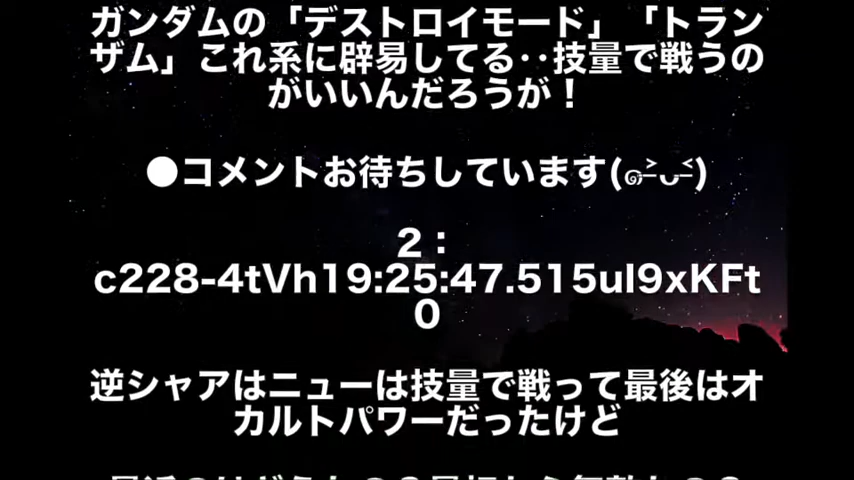 ガンダムの「デストロイモード」「トラン
ザム」これ系に辟易してる‥技量で戦うの
がいいんだろうが！
●コメントお待ちしています(๑˃̵ᴗ˂̵)
2：
c228-4tVh19:25:47.515uI9xKFt
0
逆シャアはニューは技量で戦って最後はオ
カルトパワーだったけど